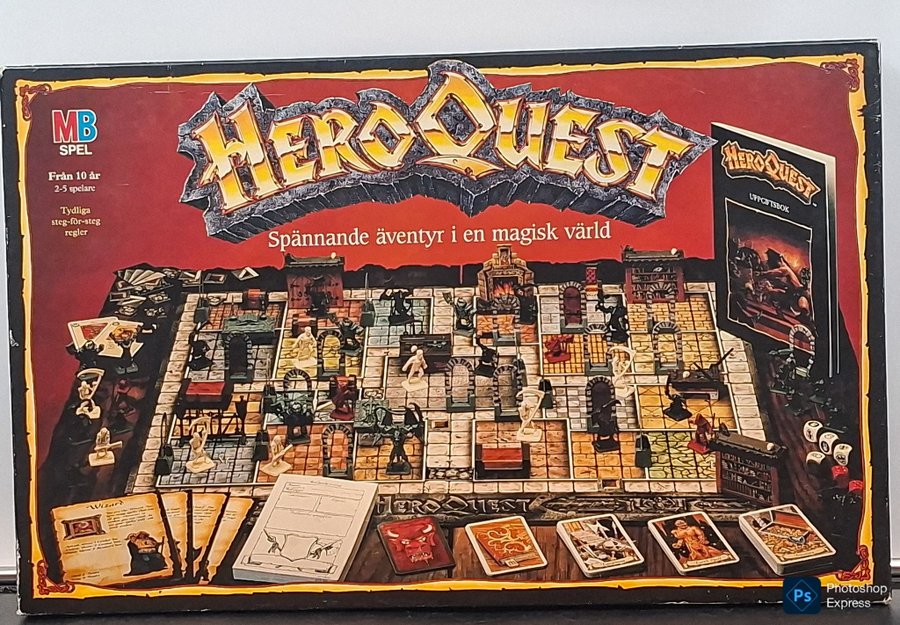 MB
SPEL
Från 10 år
2-5 spelare
Tydliga
steg-för-steg
regler
HEROQUEST
Spännande äventyr i en magisk värld
HEROQUEST
UPPGIFTSBOK
Wizard
HEROQUEST
Ps
Photoshop
Express